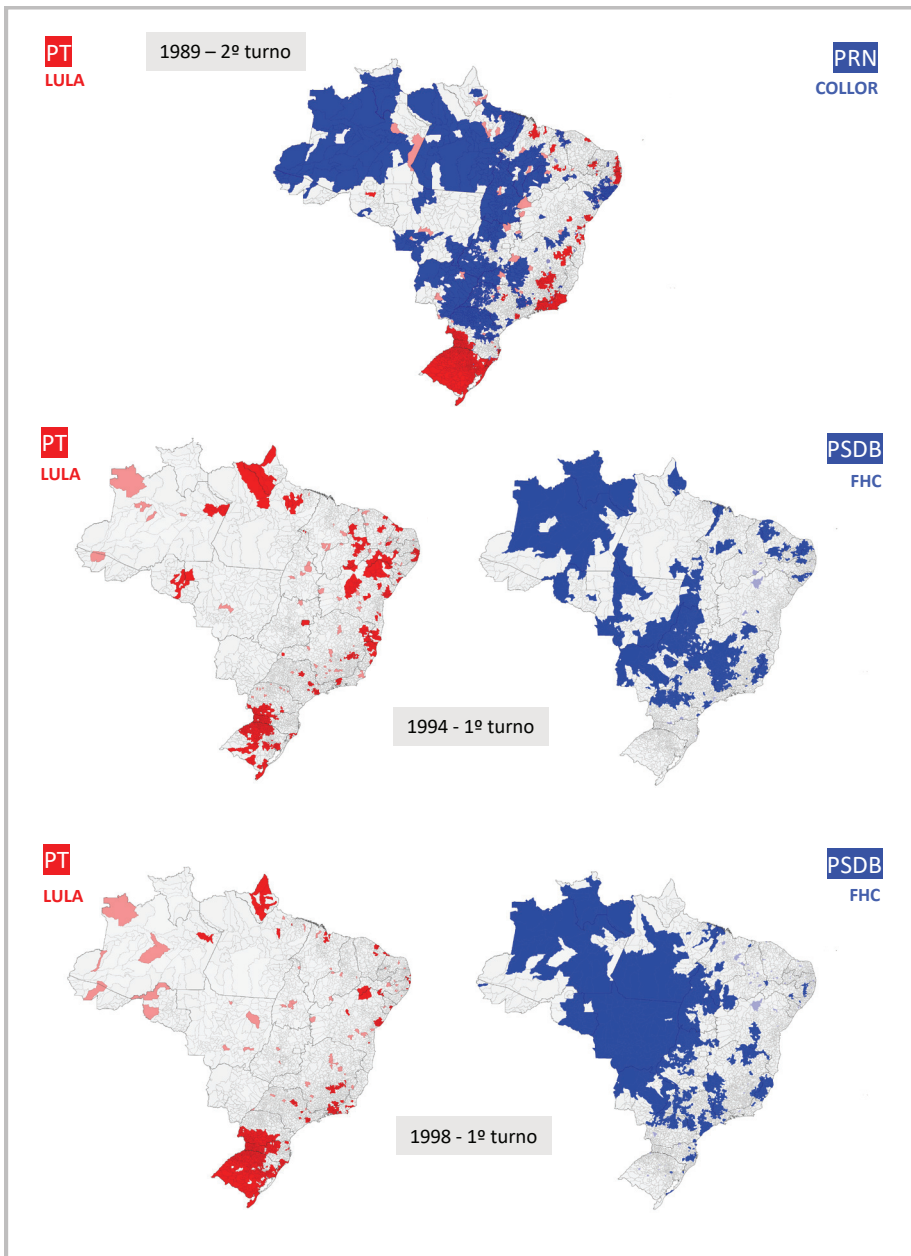 PT
LULA
1989 – 2º turno
PRN
COLLOR
PT
LULA
PSDB
FHC
1994 - 1º turno
PT
LULA
PSDB
FHC
1998 - 1º turno